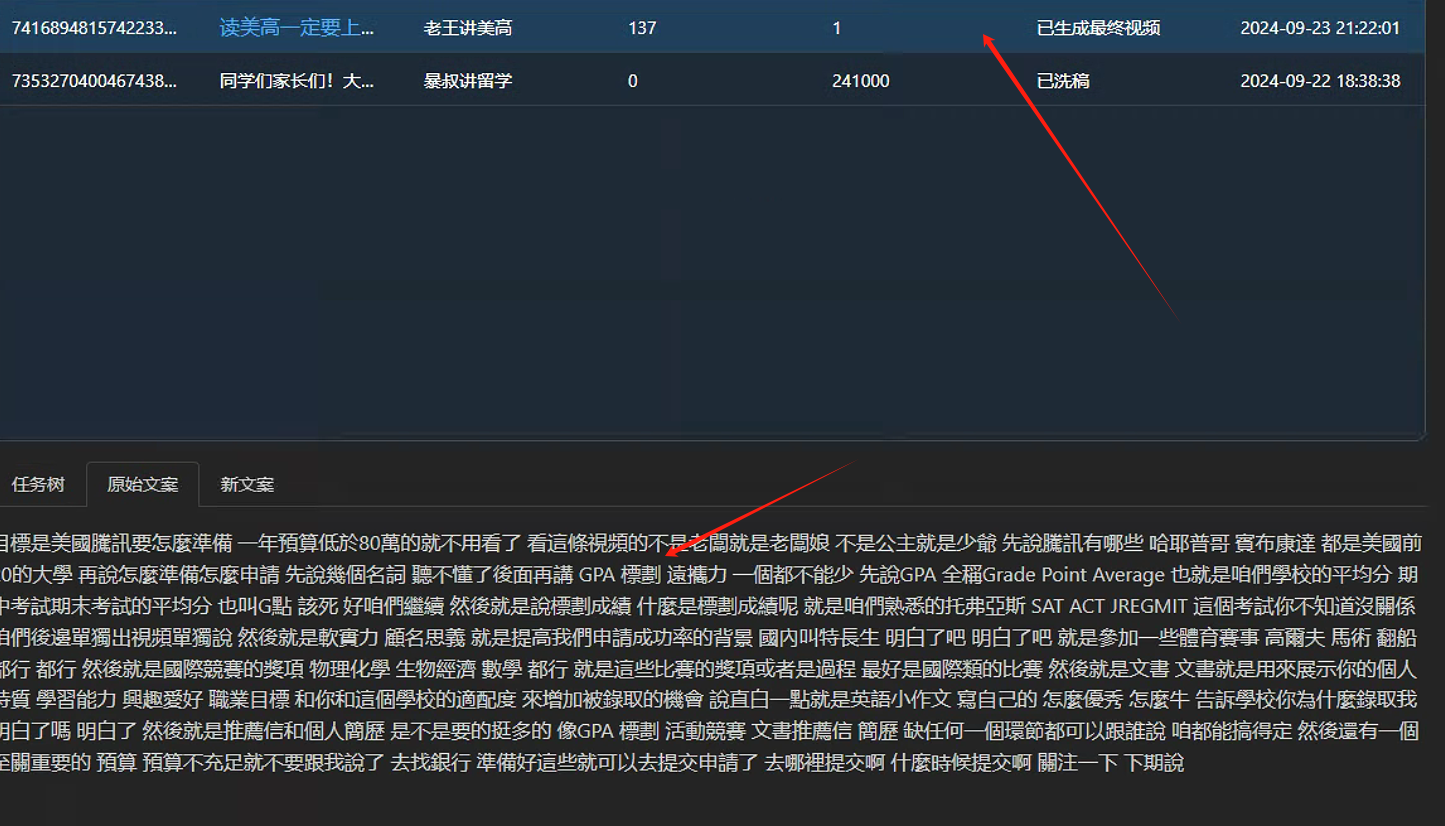 7416894815742233... 读美高一定要上... 老王讲美高 137 1 已生成最终视频 2024-09-23 21:22:01
7353270400467438... 同学们家长们！大... 暴叔讲留学 0 241000 已洗稿 2024-09-22 18:38:38
任务树 原始文案 新文案
目標是美國騰訊要怎麼準備 一年預算低於80萬的就不用看了 看這條視頻的不是老闆就是老闆娘 不是公主就是少爺 先說騰訊有哪些 哈耶普哥 賓布康達 都是美國前
20的大學 再說怎麼準備怎麼申請 先說幾個名詞 聽不懂了後面再講 GPA 標劃 遠攜力 一個都不能少 先說GPA 全稱Grade Point Average 也就是咱們學校的平均分 期
中考試期末考試的平均分 也叫G點 該死 好咱們繼續 然後就是說標劃成績 什麼是標劃成績呢 就是咱們熟悉的托弗亞斯 SAT ACT JREGMIT 這個考試你不知道沒關係
咱們後邊單獨出視頻單獨說 然後就是軟實力 顧名思義 就是提高我們申請成功率的背景 國內叫特長生 明白了吧 明白了吧 就是參加一些體育賽事 高爾夫 馬術 翻船
都行 都行 然後就是國際競賽的獎項 物理化學 生物經濟 數學 都行 就是這些比賽的獎項或者是過程 最好是國際類的比賽 然後就是文書 文書就是用來展示你的個人
特質 學習能力 興趣愛好 職業目標 和你和這個學校的適配度 來增加被錄取的機會 說直白一點就是英語小作文 寫自己的 怎麼優秀 怎麼牛 告訴學校你為什麼錄取我
明白了嗎 明白了 然後就是推薦信和個人簡歷 是不是要的挺多的 像GPA 標劃 活動競賽 文書推薦信 簡歷 缺任何一個環節都可以跟誰說 咱都能搞得定 然後還有一個
至關重要的 預算 預算不充足就不要跟我說了 去找銀行 準備好這些就可以去提交申請了 去哪裡提交啊 什麼時候提交啊 關注一下 下期說